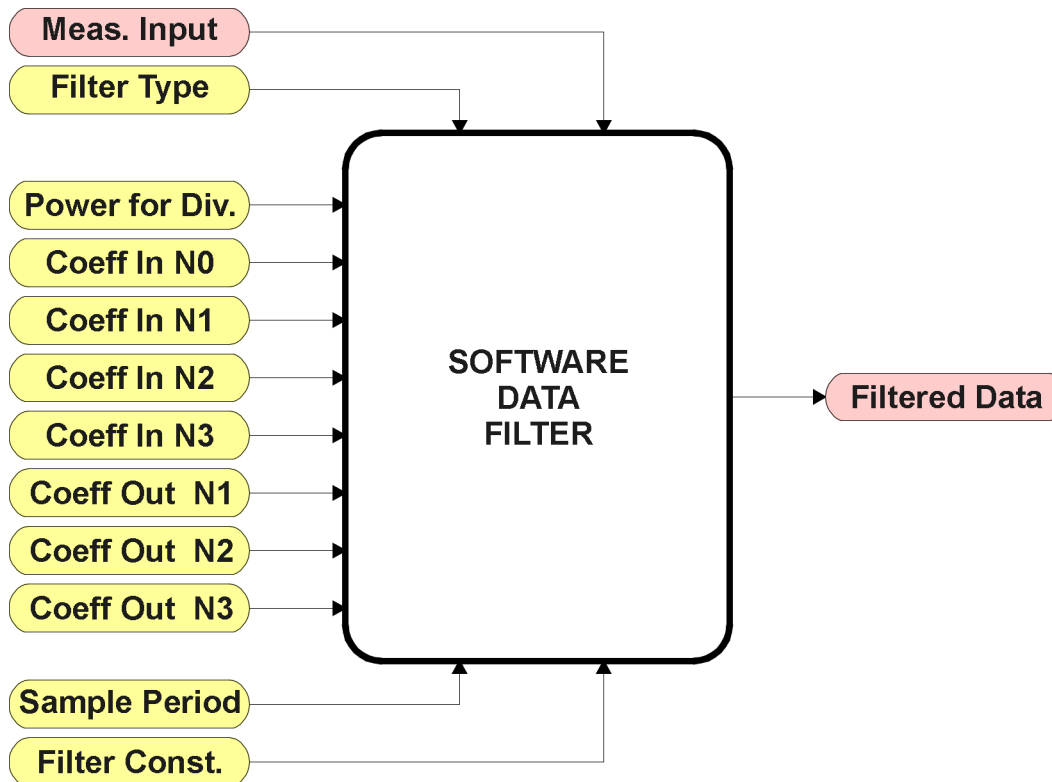 Meas. Input
Filter Type
Power for Div.
Coeff In N0
Coeff In N1
Coeff In N2
Coeff In N3
Coeff Out N1
Coeff Out N2
Coeff Out N3
Sample Period
Filter Const.
SOFTWARE
DATA
FILTER
Filtered Data